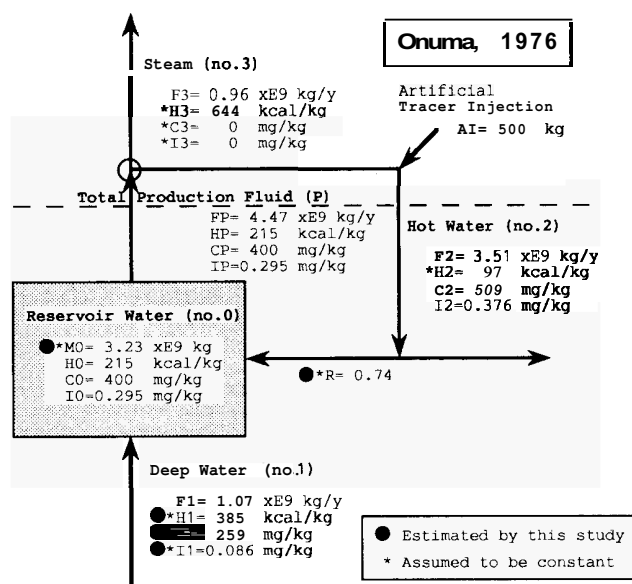 Onuma, 1976
Steam (no.3)
F3= 0.96 xE9 kg/y
*H3= 644 kcal/kg
*C3= 0 mg/kg
*I3= 0 mg/kg
Artificial
Tracer Injection
AI= 500 kg
Total Production Fluid (P)
FP= 4.47 xE9 kg/y
HP= 215 kcal/kg
CP= 400 mg/kg
IP=0.295 mg/kg
Hot Water (no.2)
F2= 3.51 xE9 kg/y
*H2= 97 kcal/kg
C2= 509 mg/kg
I2=0.376 mg/kg
Reservoir Water (no.0)
●*M0= 3.23 xE9 kg
H0= 215 kcal/kg
C0= 400 mg/kg
I0=0.295 mg/kg
●*R= 0.74
Deep Water (no.1)
F1= 1.07 xE9 kg/y
●*H1= 385 kcal/kg
259 mg/kg
●*I1=0.086 mg/kg
● Estimated by this study
* Assumed to be constant